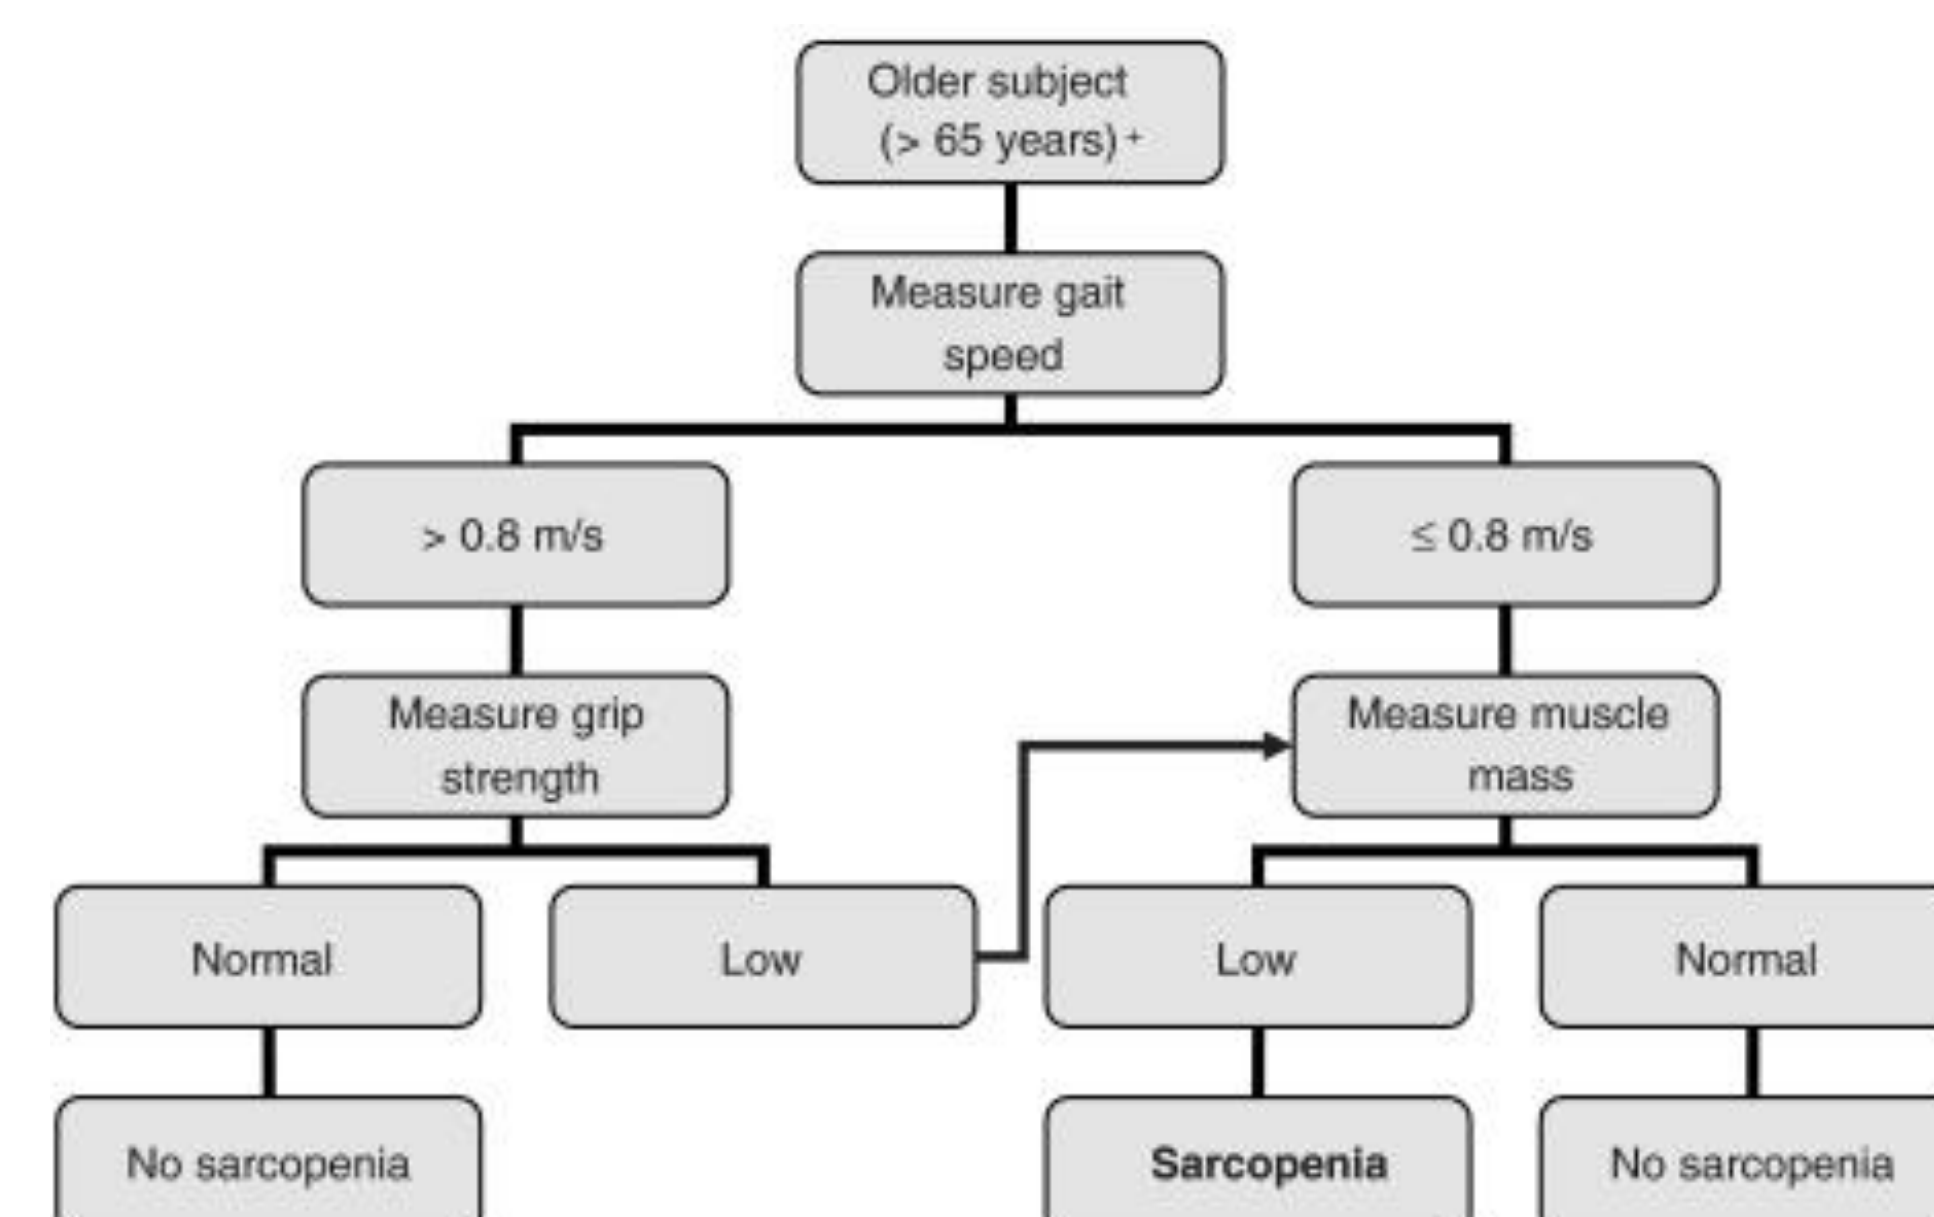 Older subject
(> 65 years) +
Measure gait
speed
> 0.8 m/s
≤ 0.8 m/s
Measure grip
strength
Measure muscle
mass
Normal
Low
Low
Normal
No sarcopenia
Sarcopenia
No sarcopenia